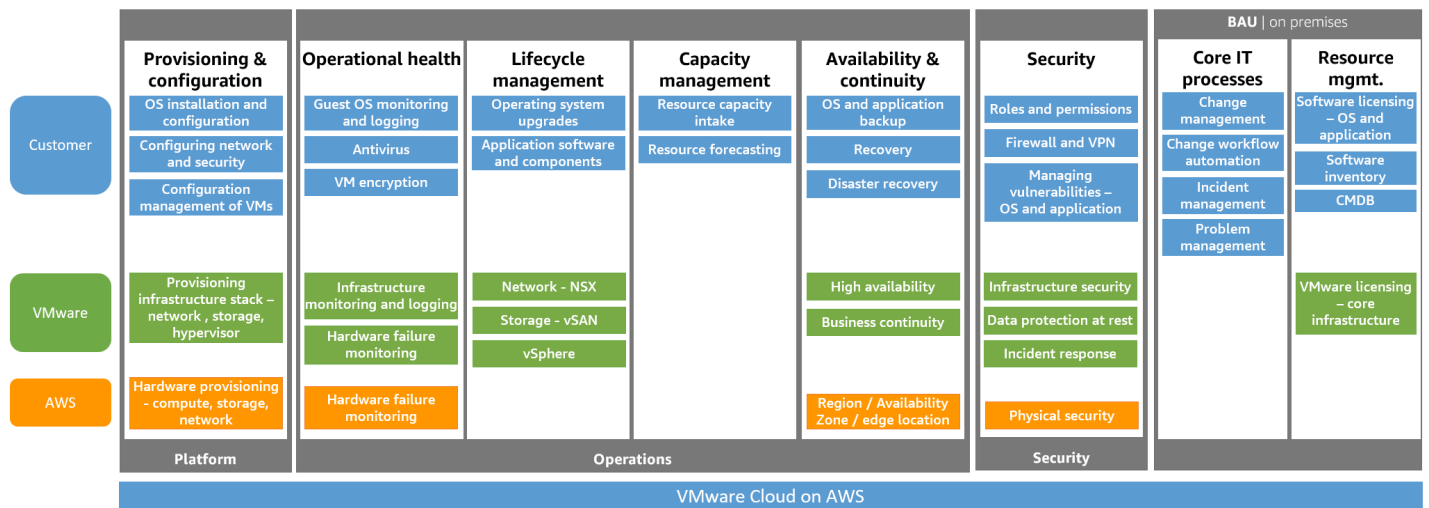 BAU | on premises
Provisioning &
configuration
Operational health
Lifecycle
management
Capacity
management
Availability &
continuity
Security
Core IT
processes
Resource
mgmt.
Customer
OS installation and
configuration
Configuring network
and security
Configuration
management of VMs
Guest OS monitoring
and logging
Antivirus
VM encryption
Operating system
upgrades
Application software
and components
Resource capacity
intake
Resource forecasting
OS and application
backup
Recovery
Disaster recovery
Roles and permissions
Firewall and VPN
Managing
vulnerabilities –
OS and application
Change
management
Change workflow
automation
Incident
management
Problem
management
Software licensing
– OS and
application
Software
inventory
CMDB
VMware
Provisioning
infrastructure stack –
network , storage,
hypervisor
Infrastructure
monitoring and logging
Hardware failure
monitoring
Network - NSX
Storage - vSAN
vSphere
High availability
Business continuity
Infrastructure security
Data protection at rest
Incident response
VMware licensing
– core
infrastructure
AWS
Hardware provisioning
- compute, storage,
network
Hardware failure
monitoring
Region / Availability
Zone / edge location
Physical security
Platform
Operations
Security
VMware Cloud on AWS